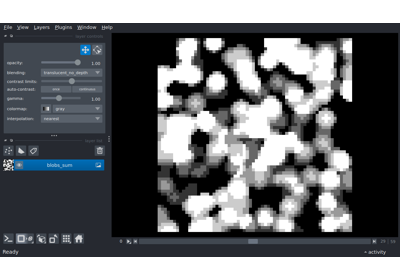 File View Layers Plugins Window Help
opacity: 1.00
blending: translucent_no_depth
contrast limits:
auto-contrast: once continuous
gamma: 1.00
colormap: gray
interpolation: nearest
blobs_sum
Ready
activity